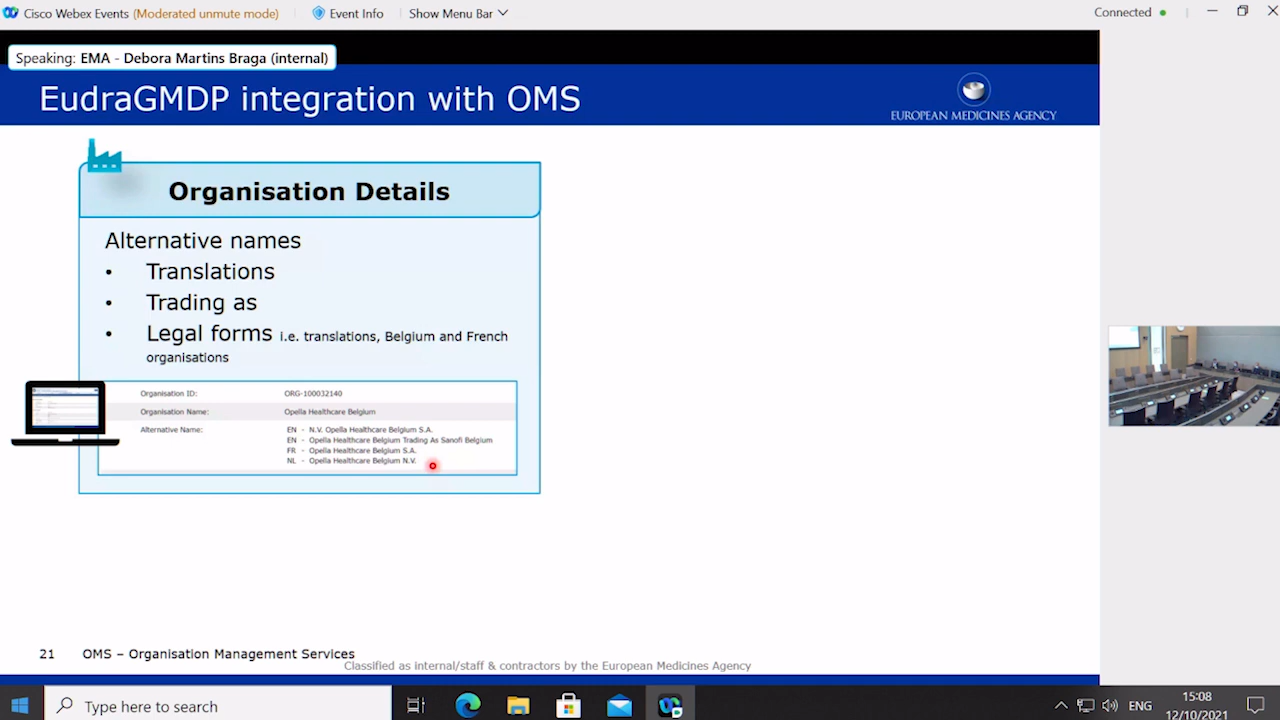 Cisco Webex Events (Moderated unmute mode) Event Info Show Menu Bar Connected
Speaking: EMA - Debora Martins Braga (internal)
EudraGMDP integration with OMS
EUROPEAN MEDICINES AGENCY
Organisation Details
Alternative names
• Translations
• Trading as
• Legal forms i.e. translations, Belgium and French
organisations
Organisation ID: ORG-100032140
Organisation Name: Opella Healthcare Belgium
Alternative Name: EN - N.V. Opella Healthcare Belgium S.A.
EN - Opella Healthcare Belgium Trading As Sanofi Belgium
FR - Opella Healthcare Belgium S.A.
NL - Opella Healthcare Belgium N.V.
21 OMS – Organisation Management Services
Classified as internal/staff & contractors by the European Medicines Agency
Type here to search
ENG
15:08
12/10/2021